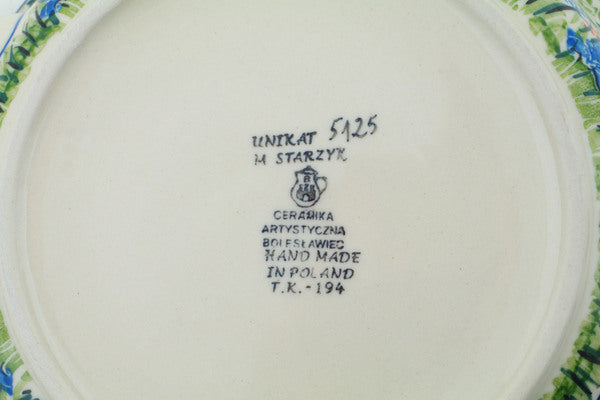 UNIKAT 5125
M STARZYK
CERAMIKA
ARTYSTYCZNA
BOLESŁAWIEC
HAND MADE
IN POLAND
T.K.-194